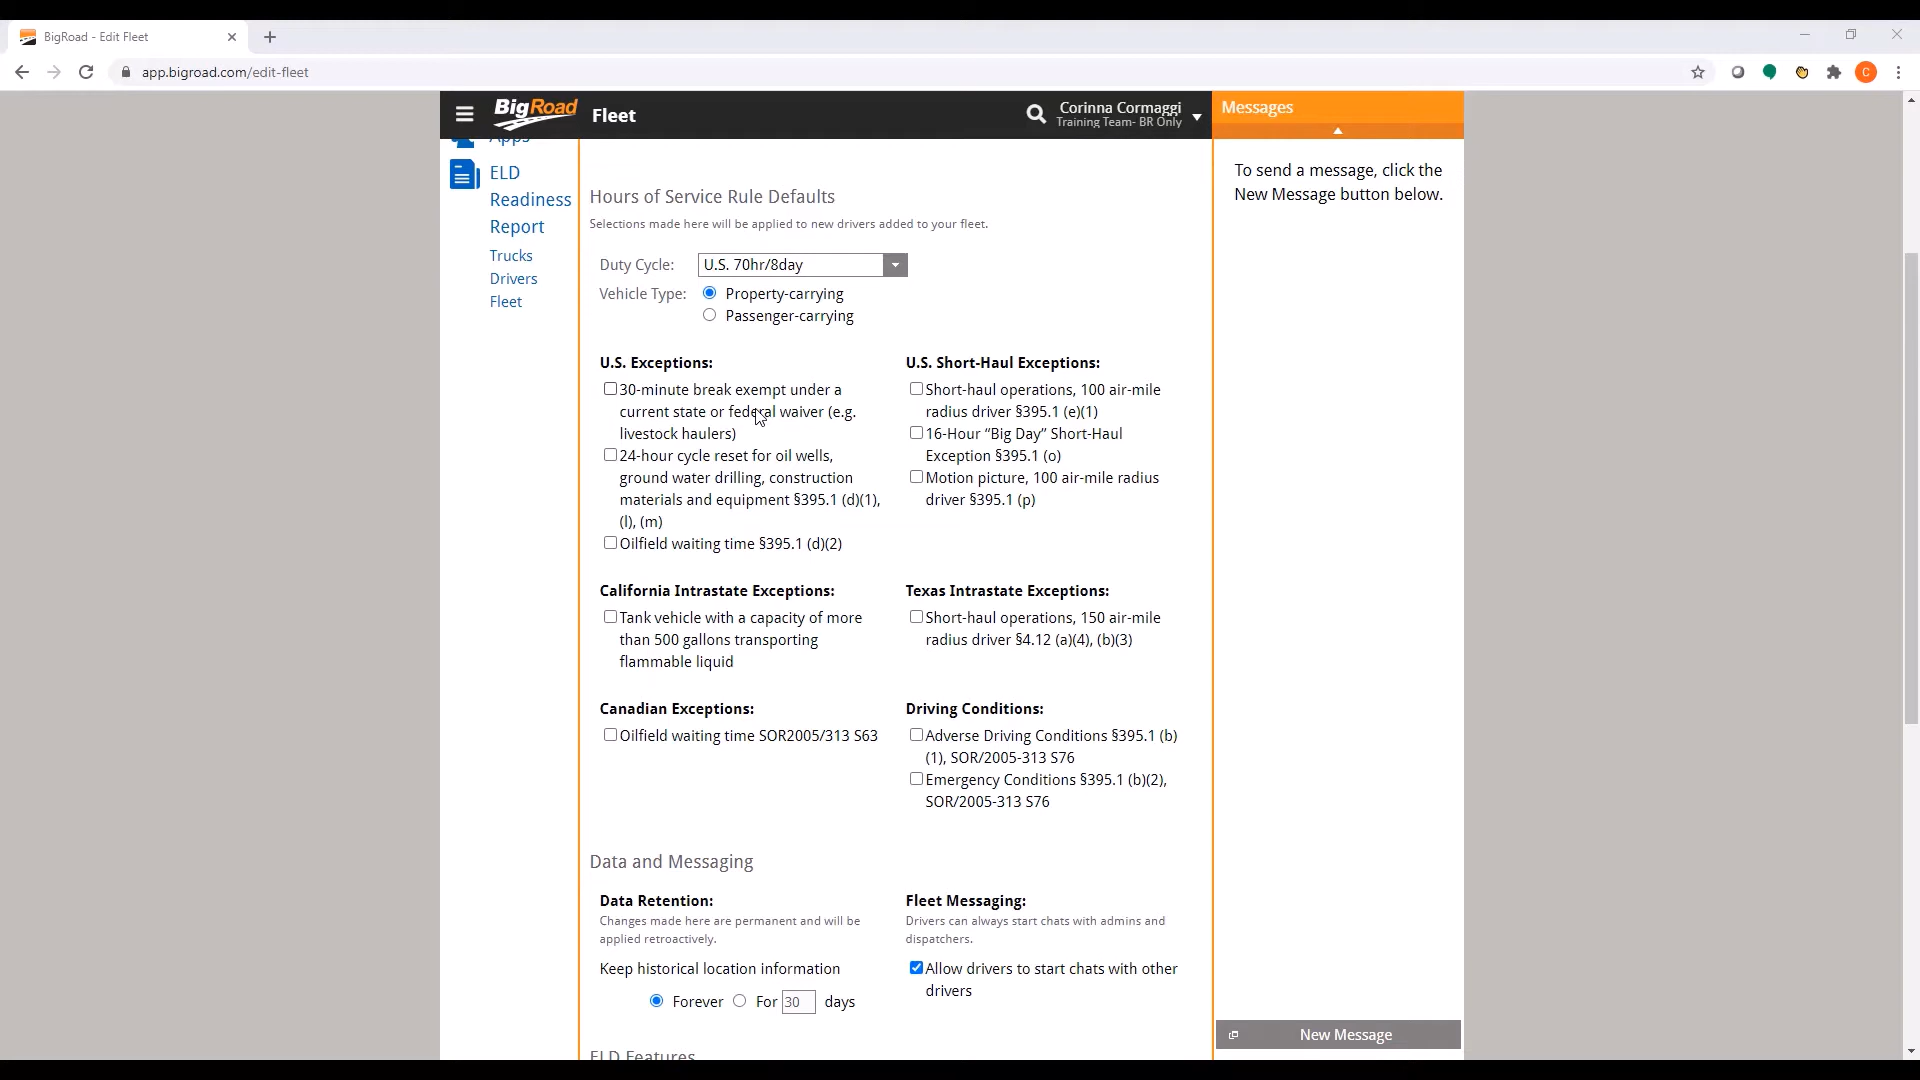 BigRoad - Edit Fleet
app.bigroad.com/edit-fleet
C
BigRoad Fleet
Corinna Cormaggi
Training Team- BR Only
Messages
Apps
ELD
Readiness
Report
Trucks
Drivers
Fleet
To send a message, click the
New Message button below.
Hours of Service Rule Defaults
Selections made here will be applied to new drivers added to your fleet.
Duty Cycle: U.S. 70hr/8day
Vehicle Type: Property-carrying
Passenger-carrying
U.S. Exceptions:
30-minute break exempt under a
current state or federal waiver (e.g.
livestock haulers)
24-hour cycle reset for oil wells,
ground water drilling, construction
materials and equipment §395.1 (d)(1),
(l), (m)
Oilfield waiting time §395.1 (d)(2)
U.S. Short-Haul Exceptions:
Short-haul operations, 100 air-mile
radius driver §395.1 (e)(1)
16-Hour “Big Day” Short-Haul
Exception §395.1 (o)
Motion picture, 100 air-mile radius
driver §395.1 (p)
California Intrastate Exceptions:
Tank vehicle with a capacity of more
than 500 gallons transporting
flammable liquid
Texas Intrastate Exceptions:
Short-haul operations, 150 air-mile
radius driver §4.12 (a)(4), (b)(3)
Canadian Exceptions:
Oilfield waiting time SOR2005/313 S63
Driving Conditions:
Adverse Driving Conditions §395.1 (b)
(1), SOR/2005-313 S76
Emergency Conditions §395.1 (b)(2),
SOR/2005-313 S76
Data and Messaging
Data Retention:
Changes made here are permanent and will be
applied retroactively.
Keep historical location information
Forever For 30 days
Fleet Messaging:
Drivers can always start chats with admins and
dispatchers.
Allow drivers to start chats with other
drivers
ELD Features
New Message